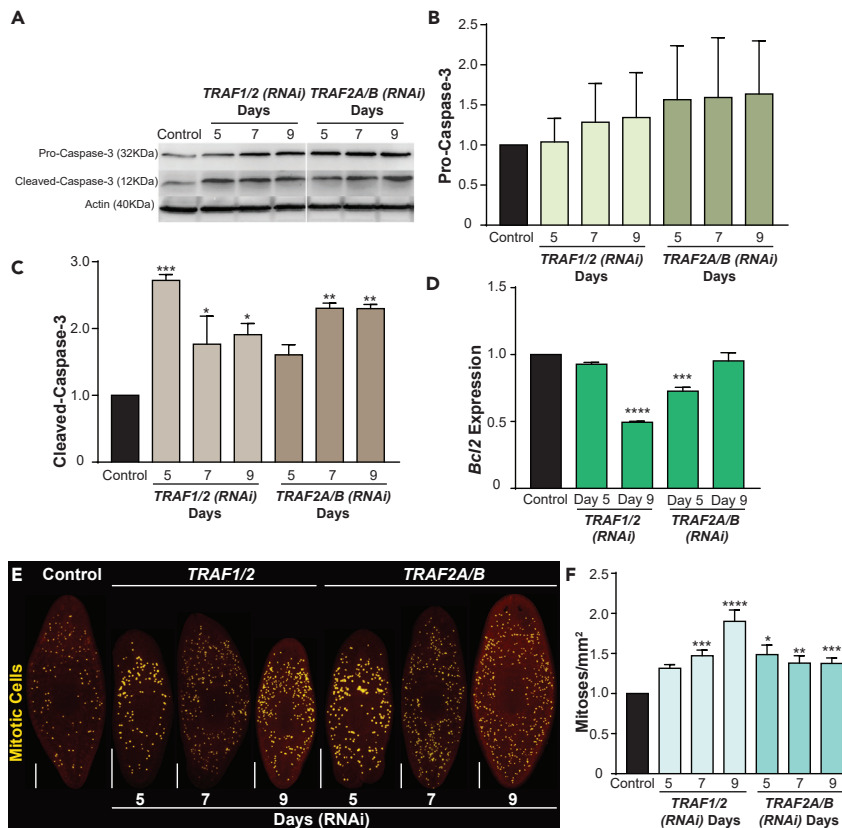 A
TRAF1/2 (RNAi) TRAF2A/B (RNAi)
Days Days
Control 5 7 9 5 7 9
Pro-Caspase-3 (32KDa)
Cleaved-Caspase-3 (12KDa)
Actin (40KDa)
B
Pro-Caspase-3
2.5
2.0
1.5
1.0
0
Control 5 7 9 5 7 9
TRAF1/2 (RNAi) TRAF2A/B (RNAi)
Days Days
C
Cleaved-Caspase-3
3.0
2.0
1.0
0
*** * * ** **
Control 5 7 9 5 7 9
TRAF1/2 (RNAi) TRAF2A/B (RNAi)
Days Days
D
Bcl2 Expression
1.5
1.0
0.5
0
**** ***
Control Day 5 Day 9 Day 5 Day 9
TRAF1/2 TRAF2A/B
(RNAi) (RNAi)
E
Control TRAF1/2 TRAF2A/B
Mitotic Cells
5 7 9 5 7 9
Days (RNAi)
F
Mitoses/mm²
2.5
2.0
1.5
1.0
0
*** **** * ** ***
Control 5 7 9 5 7 9
TRAF1/2 TRAF2A/B
(RNAi) Days (RNAi) Days